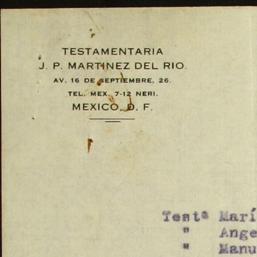 TESTAMENTARIA
J. P. MARTINEZ DEL RIO
AV. 16 DE SEPTIEMBRE, 26.
TEL. MEX. 7-12 NERI.
MEXICO, D. F.
Testª Marí
" Ange
" Manu